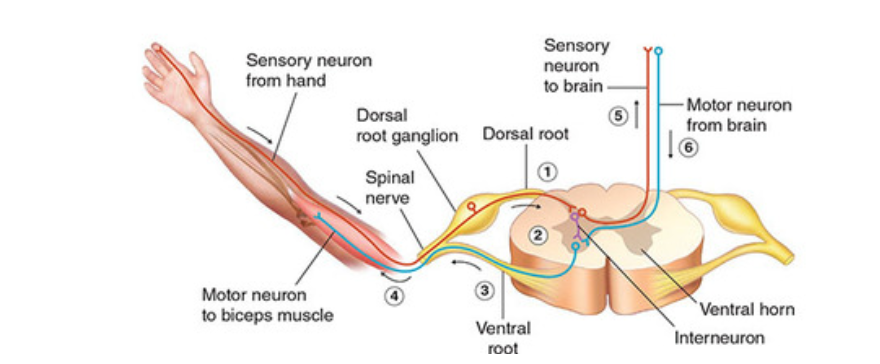 Sensory neuron
from hand
Dorsal
root ganglion
Dorsal root
Spinal
nerve
Sensory
neuron
to brain
Motor neuron
from brain
5
6
1
2
3
4
Motor neuron
to biceps muscle
Ventral
root
Ventral horn
Interneuron